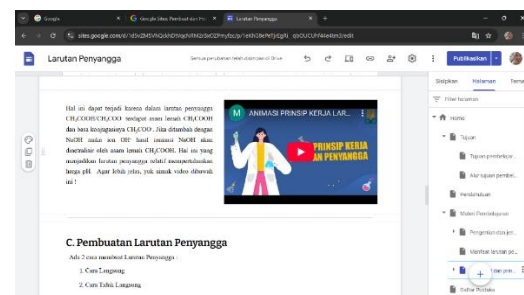 Google
Google Sites: Pembuat dan Ho
Larutan Penyangga
sites.google.com/d/
Larutan Penyangga
Semua perubahan telah disimpan di Drive
Publikasikan
Hal ini dapat terjadi karena dalam larutan penyangga
CH₃COOH/CH₃COO⁻ terdapat asam lemah CH₃COOH
dan basa konjugasinya CH₃COO⁻. Jika ditambah dengan
NaOH maka ion OH⁻ hasil ionisasi NaOH akan
dinetralisir oleh asam lemah CH₃COOH. Hal ini yang
menjadikan larutan penyangga relatif mempertahankan
harga pH. Agar lebih jelas, yuk simak video dibawah
ini !
M ANIMASI PRINSIP KERJA LAR...
PRINSIP KERJA
AN PENYANGGA
C. Pembuatan Larutan Penyangga
Ada 2 cara membuat Larutan Penyangga :
1. Cara Langsung
2. Cara Tidak Langsung
Sisipkan Halaman Tema
Filter halaman
Home
Tujuan
Tujuan pembelajar...
Alur tujuan pembel...
Pendahuluan
Materi Pembelajaran
Pengertian dan jen...
Manfaat larutan pe...
dan prin...
Daftar Pustaka